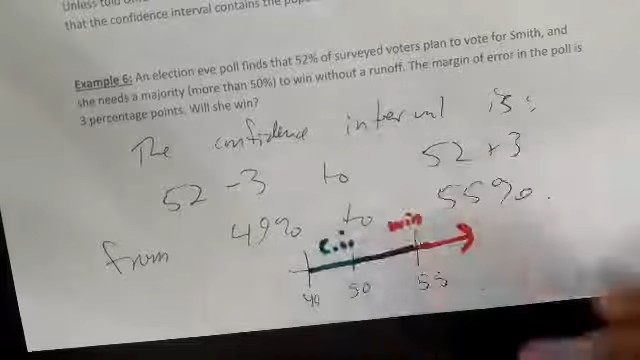 Unless told
that the confidence interval contains the
Example 6: An election eve poll finds that 52% of surveyed voters plan to vote for Smith, and
she needs a majority (more than 50%) to win without a runoff. The margin of error in the poll is
3 percentage points. Will she win?
The confidence interval is:
52 - 3 to 52 + 3
from 49% to 55%.
C.i. win
50 55